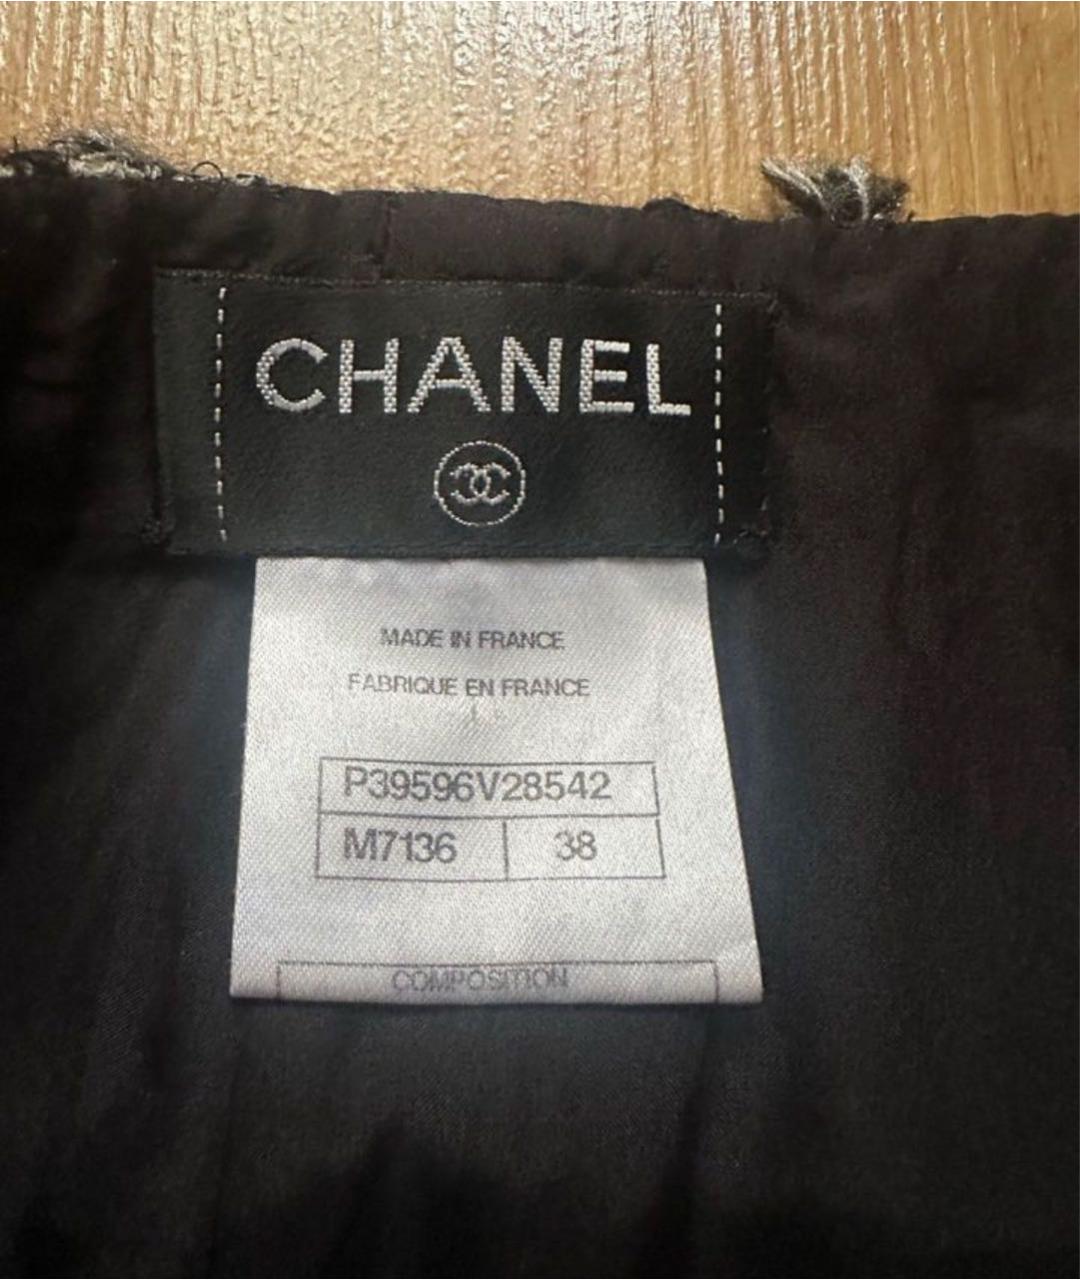 CHANEL
MADE IN FRANCE
FABRIQUE EN FRANCE
P39596V28542
M7136 38
COMPOSITION